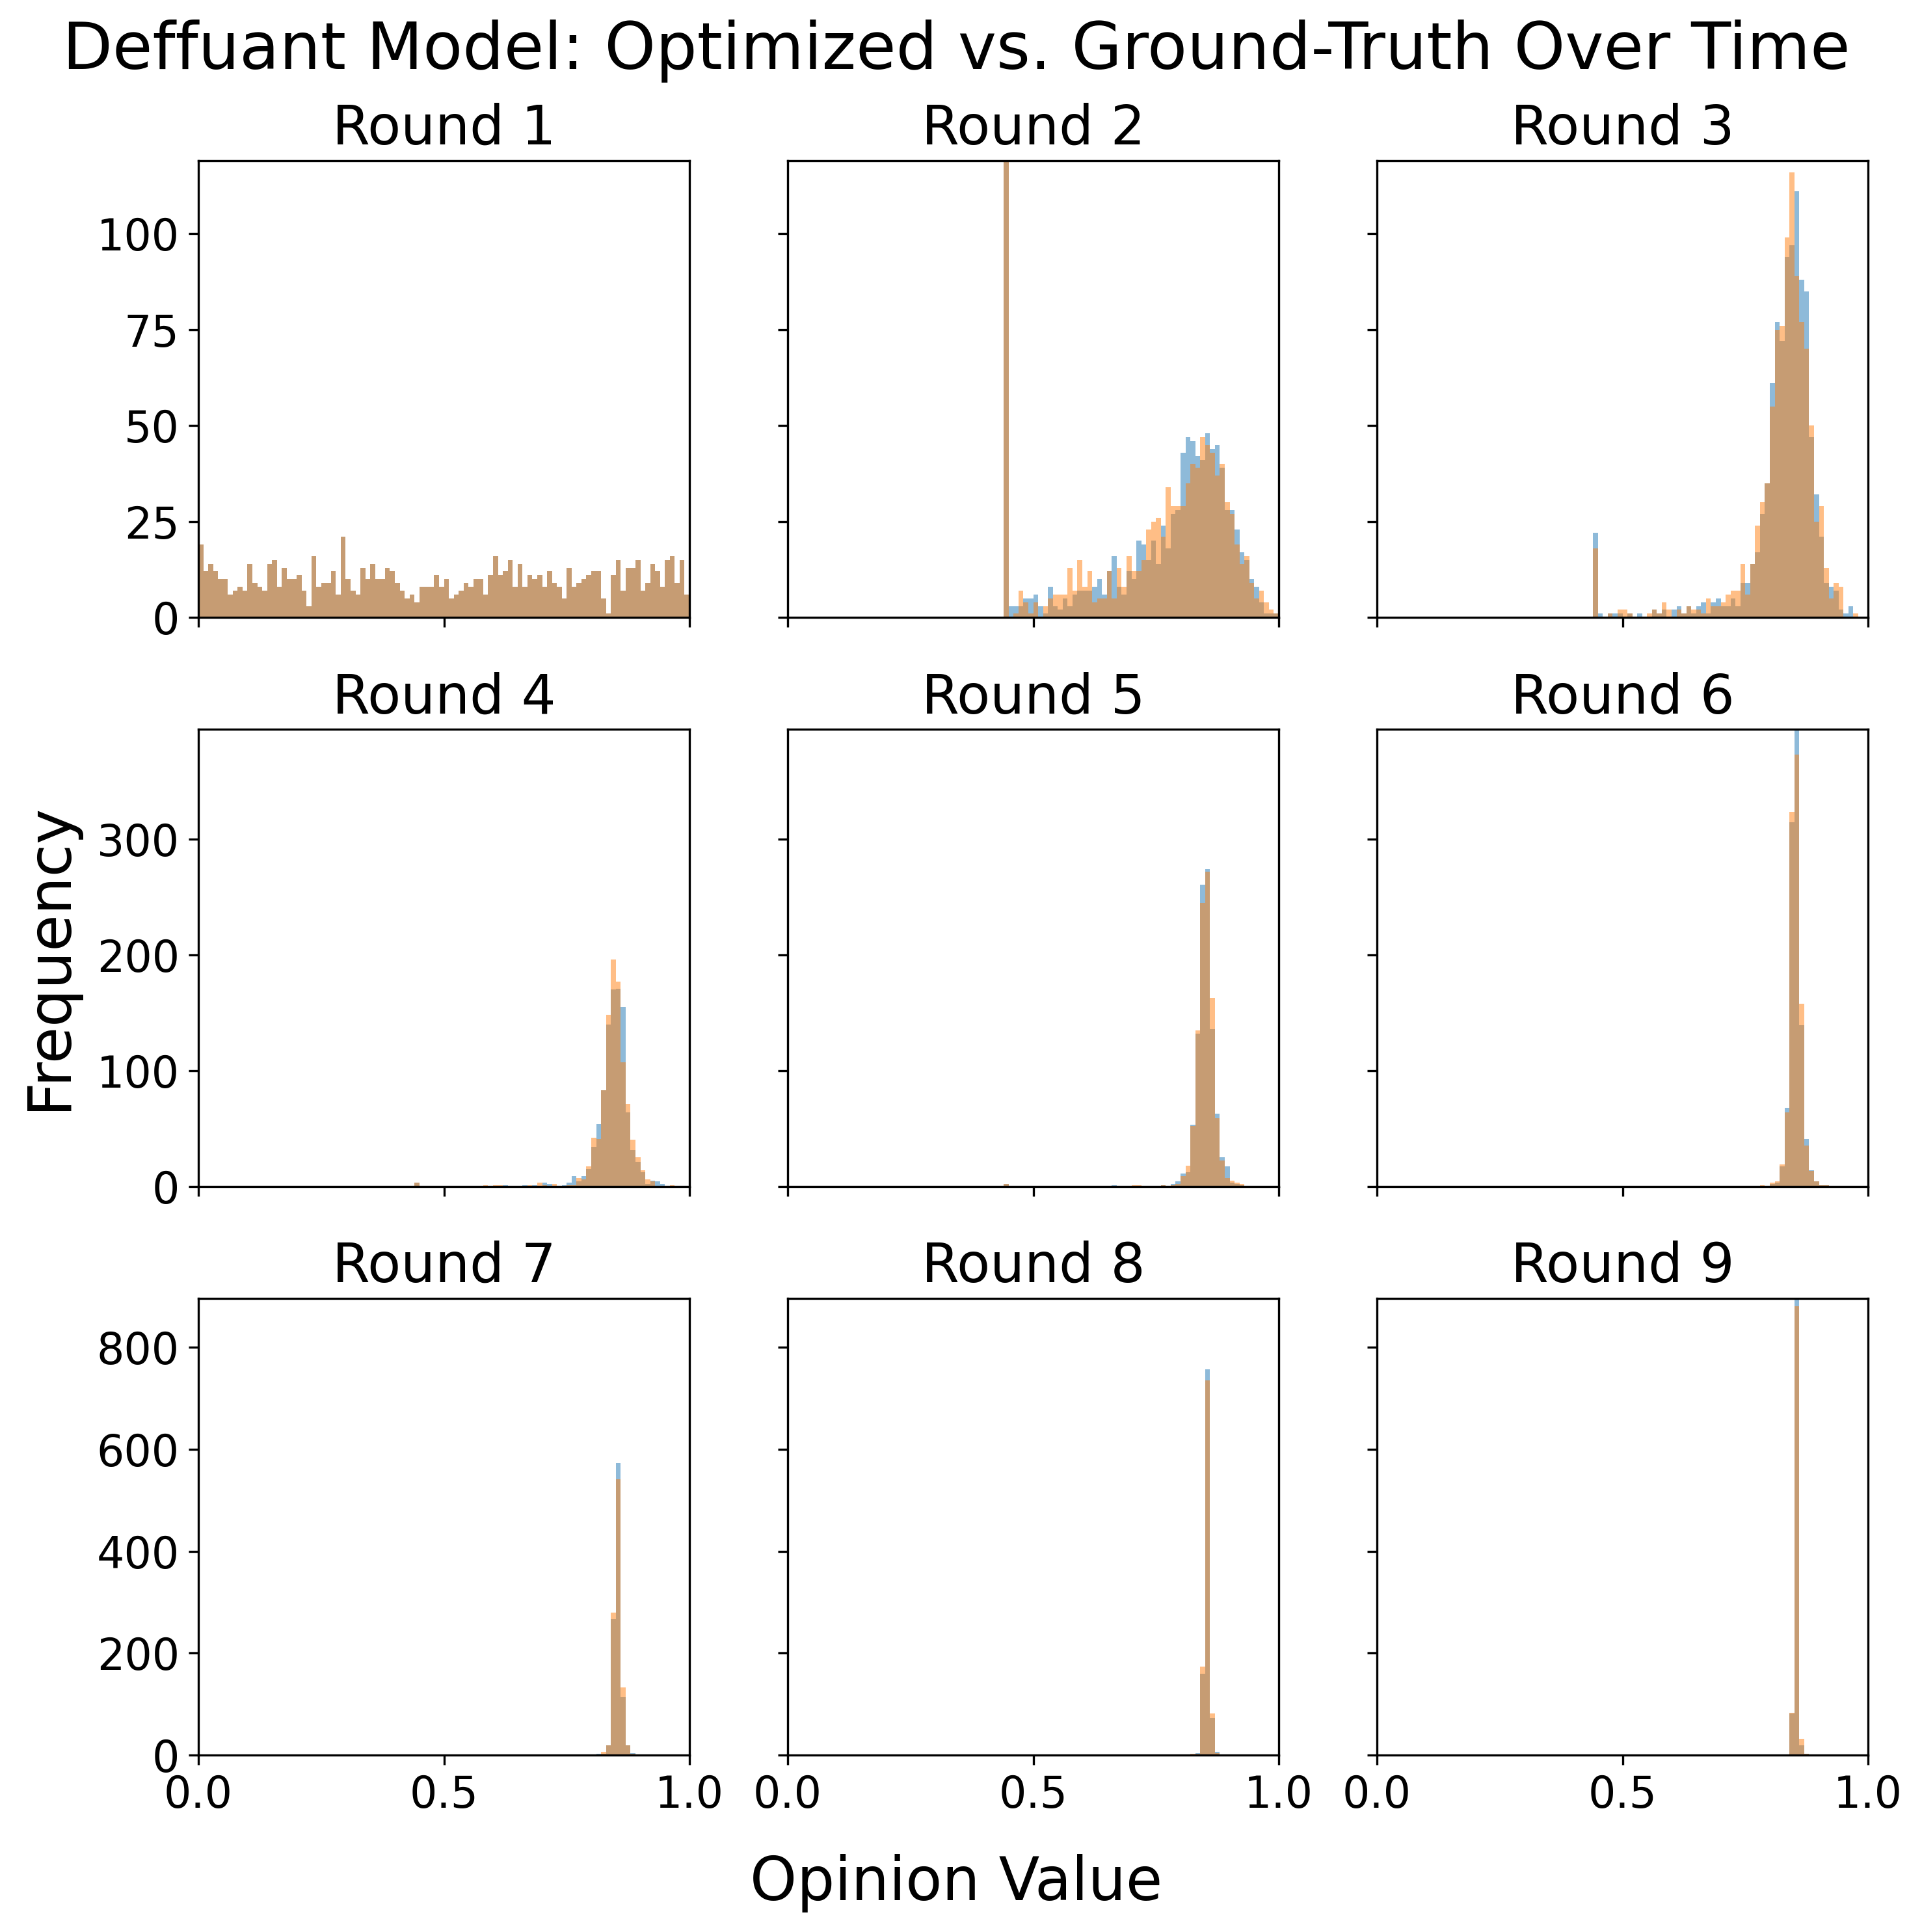 Deffuant Model: Optimized vs. Ground-Truth Over Time
Round 1
Round 2
Round 3
100
75
50
25
0
Round 4
Round 5
Round 6
300
200
100
0
Frequency
Round 7
Round 8
Round 9
800
600
400
200
0
0.0 0.5 1.0 0.0 0.5 1.0 0.0 0.5 1.0
Opinion Value